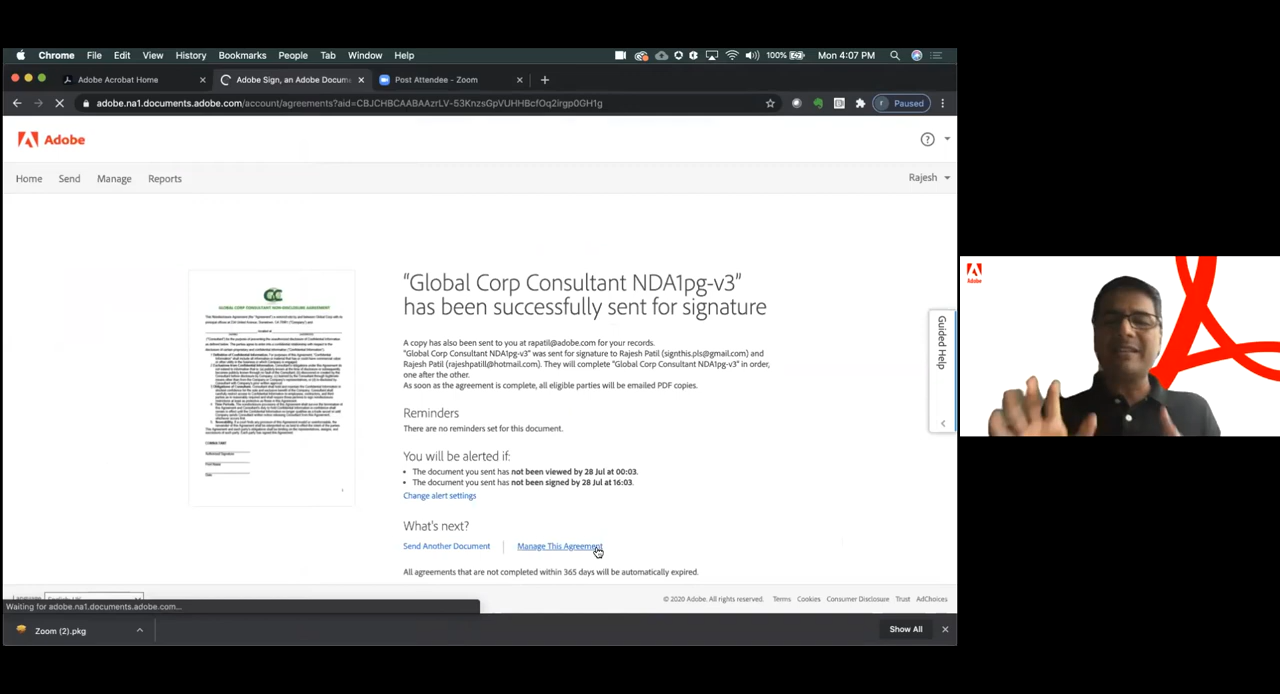 Chrome File Edit View History Bookmarks People Tab Window Help 100% Mon 4:07 PM
Adobe Acrobat Home Adobe Sign, an Adobe Docum Post Attendee - Zoom
adobe.na1.documents.adobe.com/account/agreements?aid=CBJCHBCAABAAzrLV-53KnzsGpVUHHBcfOq2irgp0GH1g Paused
Adobe
Home Send Manage Reports Rajesh
"Global Corp Consultant NDA1pg-v3"
has been successfully sent for signature
A copy has also been sent to you at rapatil@adobe.com for your records.
"Global Corp Consultant NDA1pg-v3" was sent for signature to Rajesh Patil (signthis.pls@gmail.com) and
Rajesh Patil (rajeshpatill@hotmail.com). They will complete "Global Corp Consultant NDA1pg-v3" in order,
one after the other.
As soon as the agreement is complete, all eligible parties will be emailed PDF copies.
Reminders
There are no reminders set for this document.
You will be alerted if:
• The document you sent has not been viewed by 28 Jul at 00:03.
• The document you sent has not been signed by 28 Jul at 16:03.
Change alert settings
What's next?
Send Another Document Manage This Agreement
All agreements that are not completed within 365 days will be automatically expired.
GLOBAL CORP CONSULTANT NON-DISCLOSURE AGREEMENT
Guided Help
Adobe
Language English: UK © 2020 Adobe. All rights reserved. Terms Cookies Consumer Disclosure Trust AdChoices
Waiting for adobe.na1.documents.adobe.com...
Zoom (2).pkg Show All